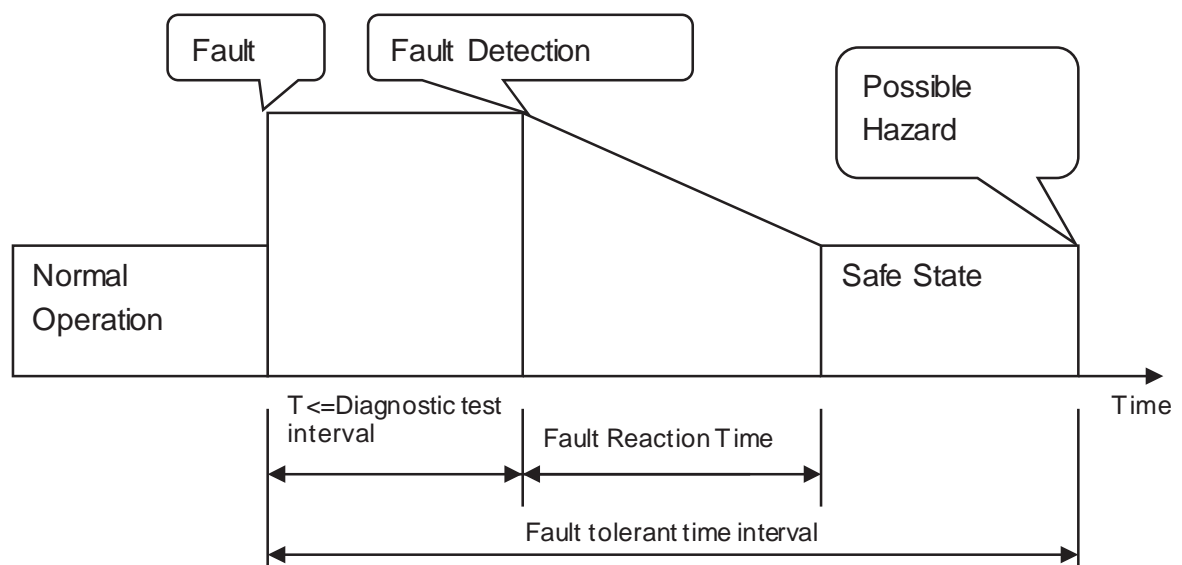 Fault
Fault Detection
Possible
Hazard
Normal
Operation
Safe State
T<=Diagnostic test
interval
Fault Reaction Time
Time
Fault tolerant time interval